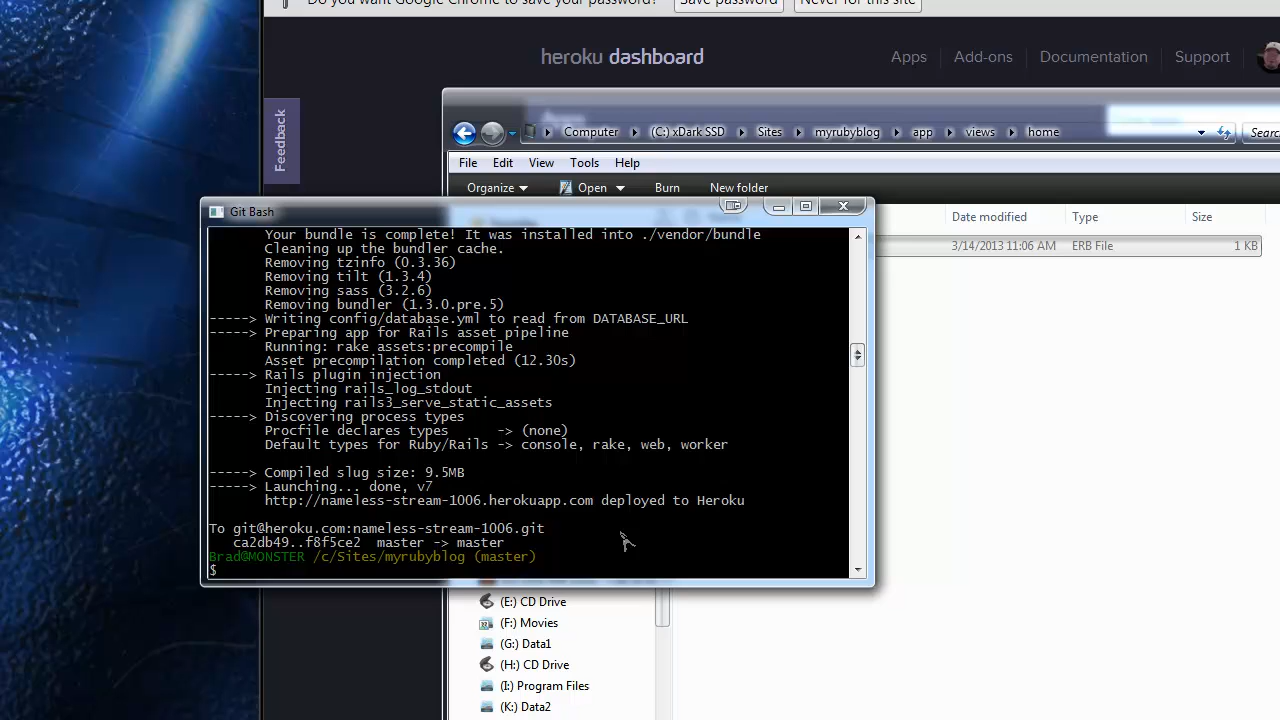 Do you want Google Chrome to save your password?
Save password
Never for this site
heroku dashboard
Apps
Add-ons
Documentation
Support
Feedback
Computer
(C:) xDark SSD
Sites
myrubyblog
app
views
home
File
Edit
View
Tools
Help
Organize
Open
Burn
New folder
Date modified
Type
Size
3/14/2013 11:06 AM
ERB File
1 KB
Git Bash
Your bundle is complete! It was installed into ./vendor/bundle
Cleaning up the bundler cache.
Removing tzinfo (0.3.36)
Removing tilt (1.3.4)
Removing sass (3.2.6)
Removing bundler (1.3.0.pre.5)
-----> Writing config/database.yml to read from DATABASE_URL
-----> Preparing app for Rails asset pipeline
Running: rake assets:precompile
Asset precompilation completed (12.30s)
-----> Rails plugin injection
Injecting rails_log_stdout
Injecting rails3_serve_static_assets
-----> Discovering process types
Procfile declares types -> (none)
Default types for Ruby/Rails -> console, rake, web, worker
-----> Compiled slug size: 9.5MB
-----> Launching... done, v7
http://nameless-stream-1006.herokuapp.com deployed to Heroku
To git@heroku.com:nameless-stream-1006.git
ca2db49..f8f5ce2 master -> master
Brad@MONSTER /c/Sites/myrubyblog (master)
$
(E:) CD Drive
(F:) Movies
(G:) Data1
(H:) CD Drive
(I:) Program Files
(K:) Data2